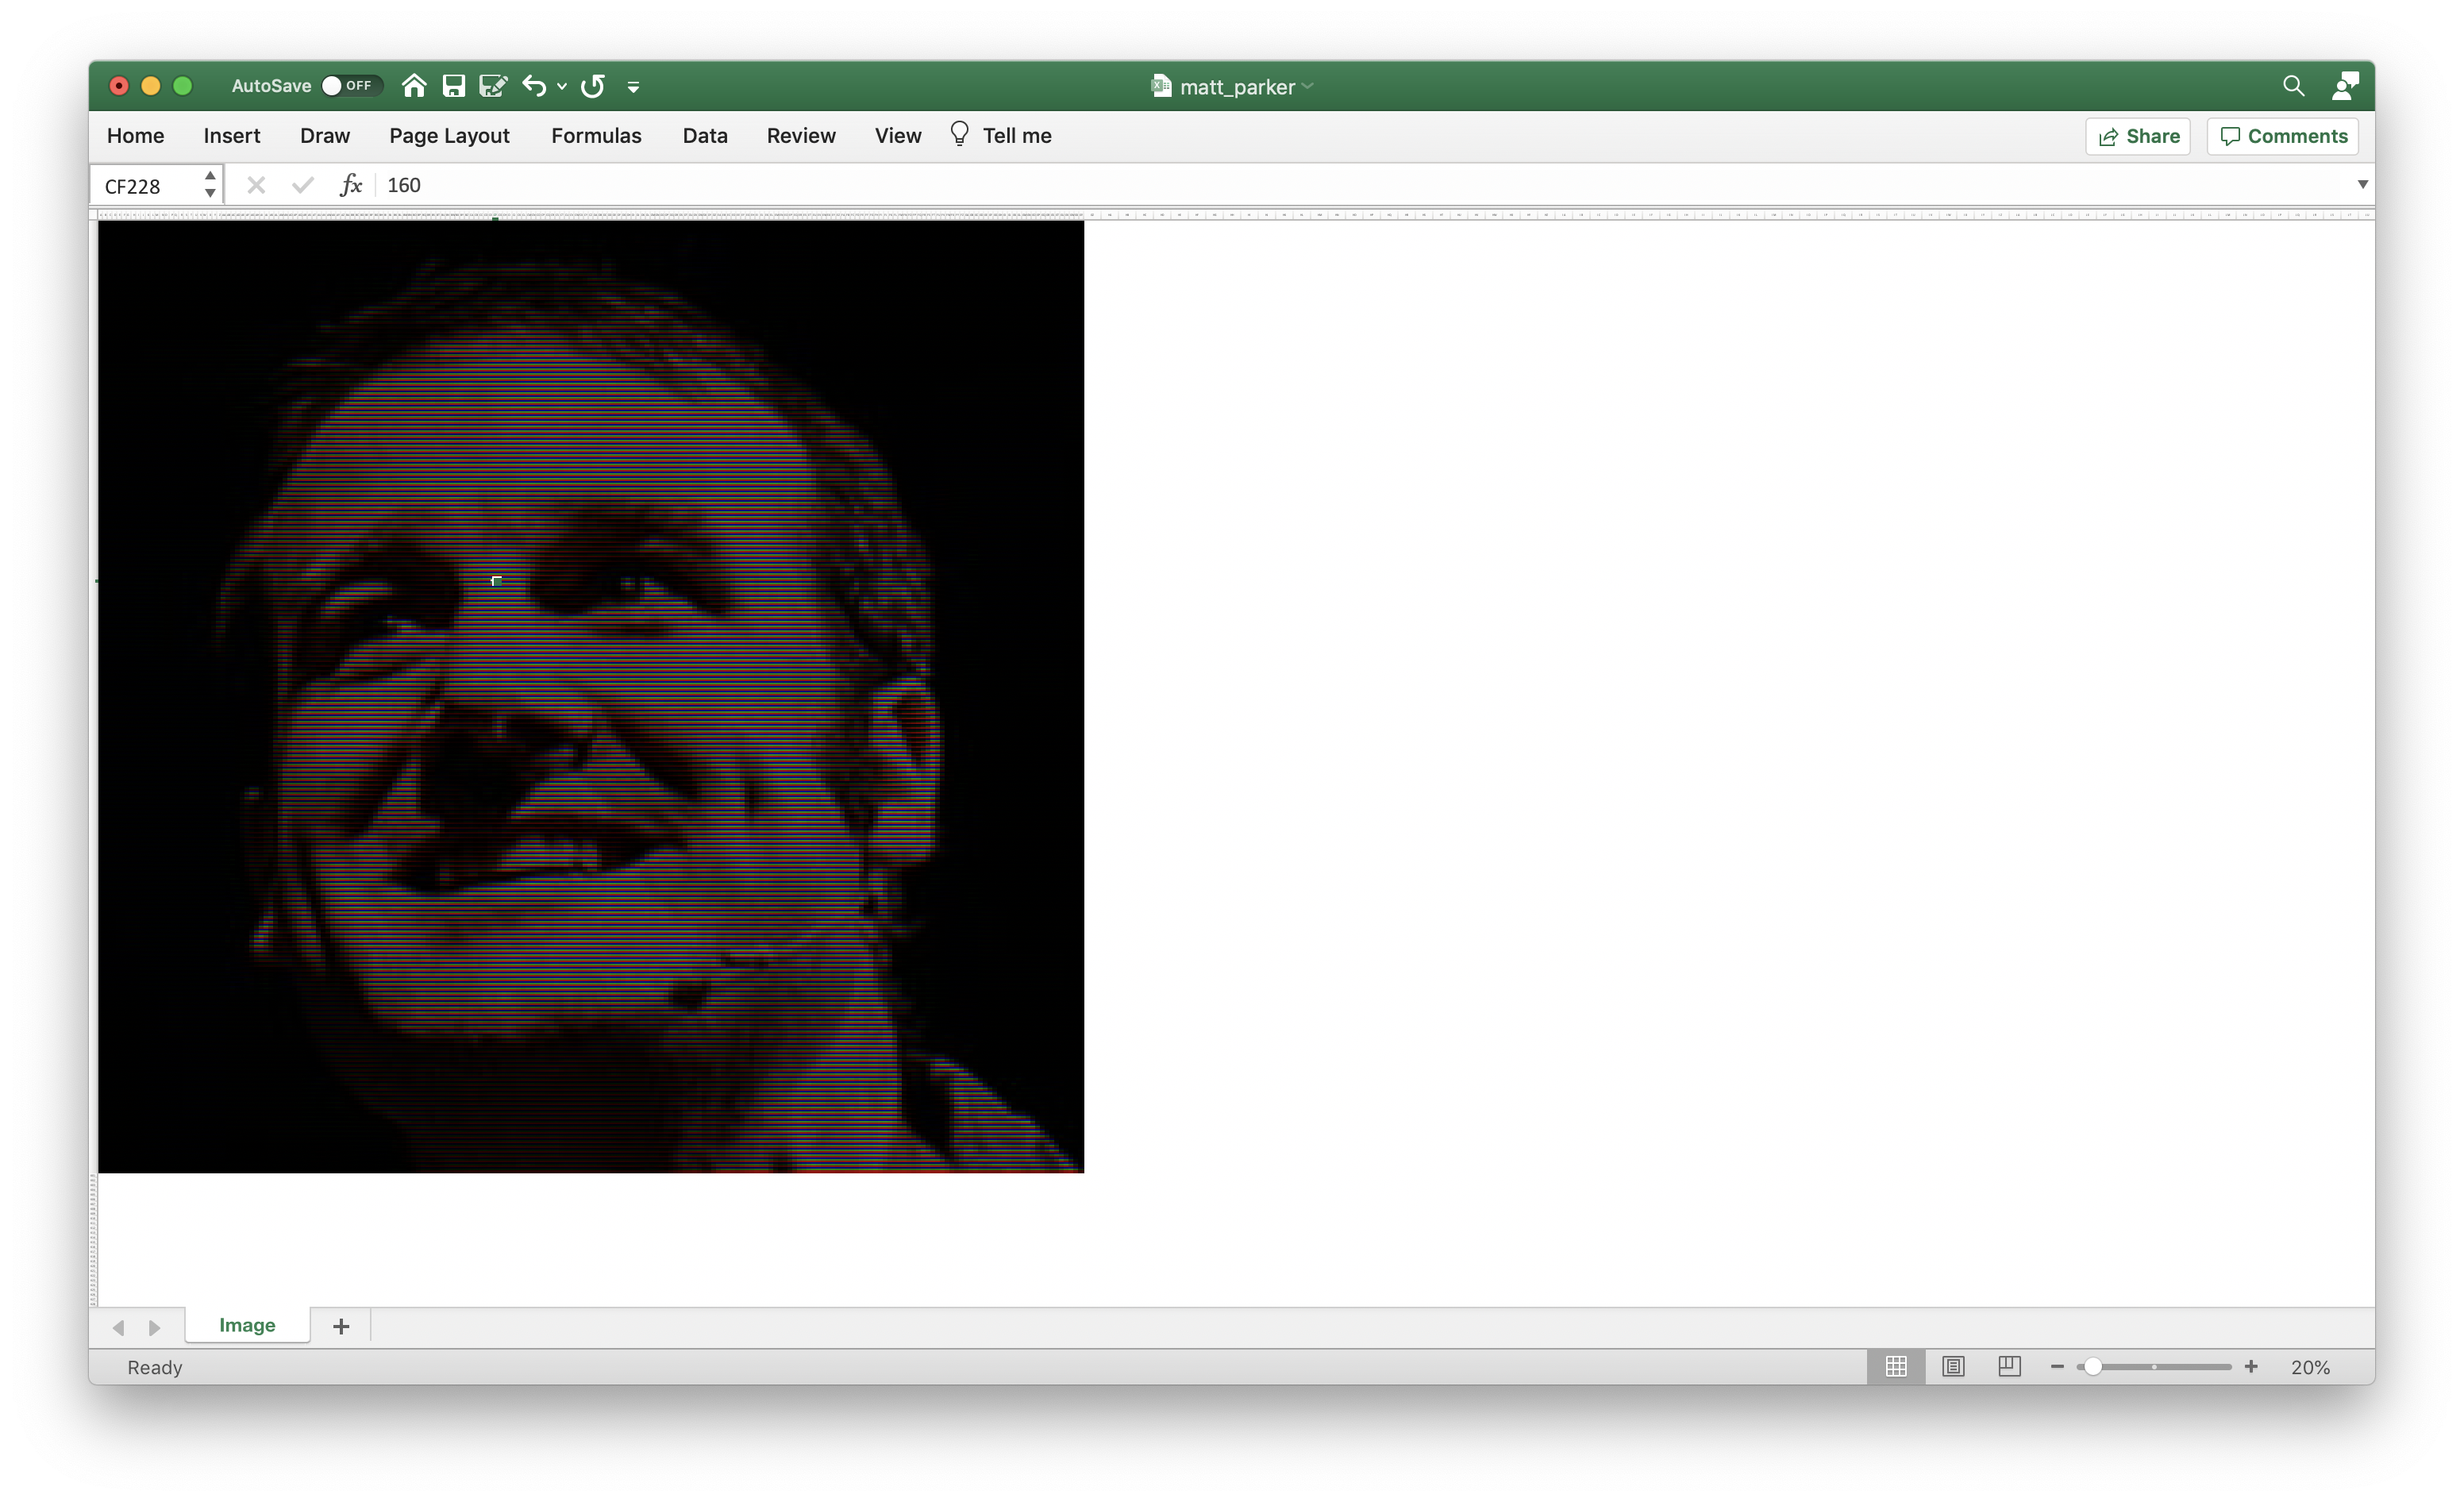 AutoSave OFF
matt_parker
Home Insert Draw Page Layout Formulas Data Review View Tell me Share Comments
CF228 fx 160
Image
Ready 20%